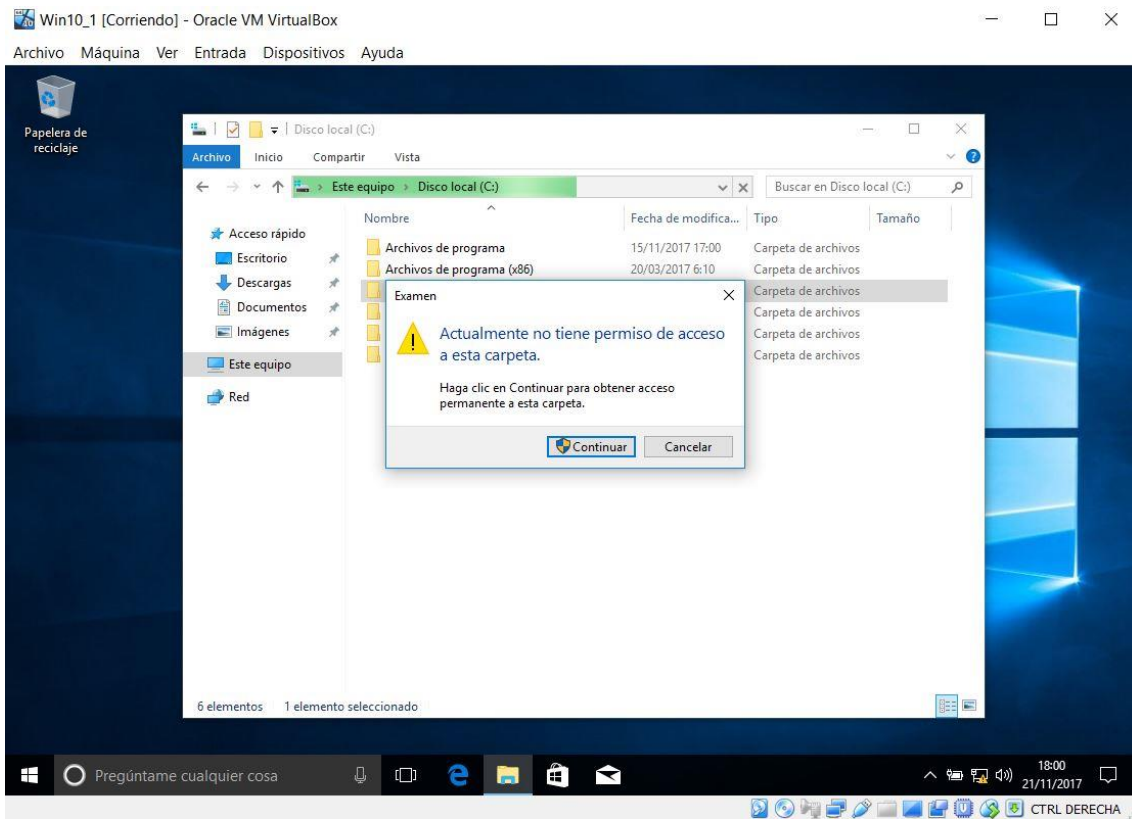 Win10_1 [Corriendo] - Oracle VM VirtualBox
Archivo Máquina Ver Entrada Dispositivos Ayuda
Papelera de
reciclaje
Disco local (C:)
Archivo Inicio Compartir Vista
Este equipo › Disco local (C:)
Buscar en Disco local (C:)
Nombre Fecha de modifica... Tipo Tamaño
Acceso rápido
Escritorio
Descargas
Documentos
Imágenes
Este equipo
Red
Archivos de programa 15/11/2017 17:00 Carpeta de archivos
Archivos de programa (x86) 20/03/2017 6:10 Carpeta de archivos
Carpeta de archivos
Carpeta de archivos
Carpeta de archivos
Carpeta de archivos
Examen
Actualmente no tiene permiso de acceso
a esta carpeta.
Haga clic en Continuar para obtener acceso
permanente a esta carpeta.
Continuar Cancelar
6 elementos 1 elemento seleccionado
Pregúntame cualquier cosa
18:00
21/11/2017
CTRL DERECHA